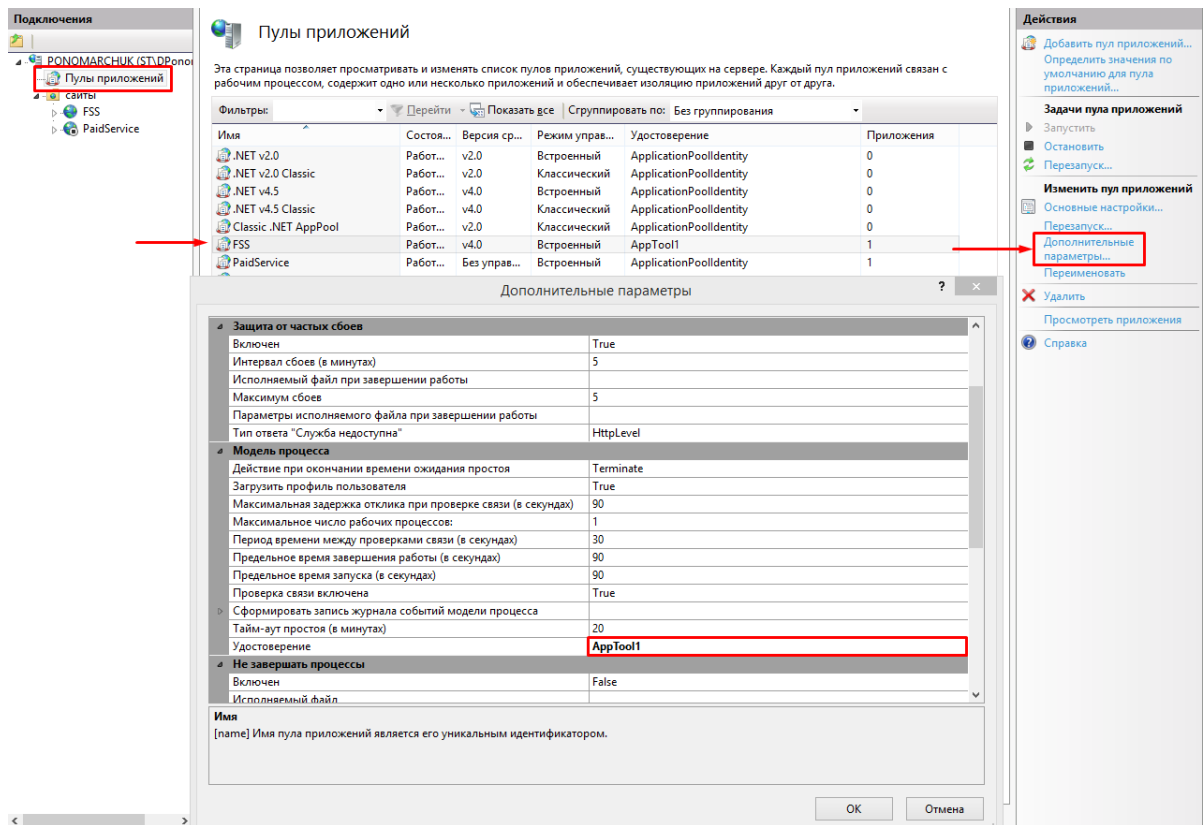 Подключения
PONOMARCHUK (ST\DPonor
Пулы приложений
сайты
FSS
PaidService
Пулы приложений
Эта страница позволяет просматривать и изменять список пулов приложений, существующих на сервере. Каждый пул приложений связан с
рабочим процессом, содержит одно или несколько приложений и обеспечивает изоляцию приложений друг от друга.
Фильтры: Перейти Показать все Сгруппировать по: Без группирования
Имя Состоя... Версия ср... Режим управ... Удостоверение Приложения
.NET v2.0 Работ... v2.0 Встроенный ApplicationPoolIdentity 0
.NET v2.0 Classic Работ... v2.0 Классический ApplicationPoolIdentity 0
.NET v4.5 Работ... v4.0 Встроенный ApplicationPoolIdentity 0
.NET v4.5 Classic Работ... v4.0 Классический ApplicationPoolIdentity 0
Classic .NET AppPool Работ... v2.0 Классический ApplicationPoolIdentity 0
FSS Работ... v4.0 Встроенный AppTool1 1
PaidService Работ... Без управ... Встроенный ApplicationPoolIdentity 1
Дополнительные параметры ?
Защита от частых сбоев
Включен True
Интервал сбоев (в минутах) 5
Исполняемый файл при завершении работы
Максимум сбоев 5
Параметры исполняемого файла при завершении работы
Тип ответа "Служба недоступна" HttpLevel
Модель процесса
Действие при окончании времени ожидания простоя Terminate
Загрузить профиль пользователя True
Максимальная задержка отклика при проверке связи (в секундах) 90
Максимальное число рабочих процессов: 1
Период времени между проверками связи (в секундах) 30
Предельное время завершения работы (в секундах) 90
Предельное время запуска (в секундах) 90
Проверка связи включена True
Сформировать запись журнала событий модели процесса
Тайм-аут простоя (в минутах) 20
Удостоверение AppTool1
Не завершать процессы
Включен False
Исполняемый файл
Имя
[name] Имя пула приложений является его уникальным идентификатором.
ОК Отмена
Действия
Добавить пул приложений...
Определить значения по
умолчанию для пула
приложений...
Задачи пула приложений
Запустить
Остановить
Перезапуск...
Изменить пул приложений
Основные настройки...
Перезапуск...
Дополнительные
параметры...
Переименовать
Удалить
Просмотреть приложения
Справка